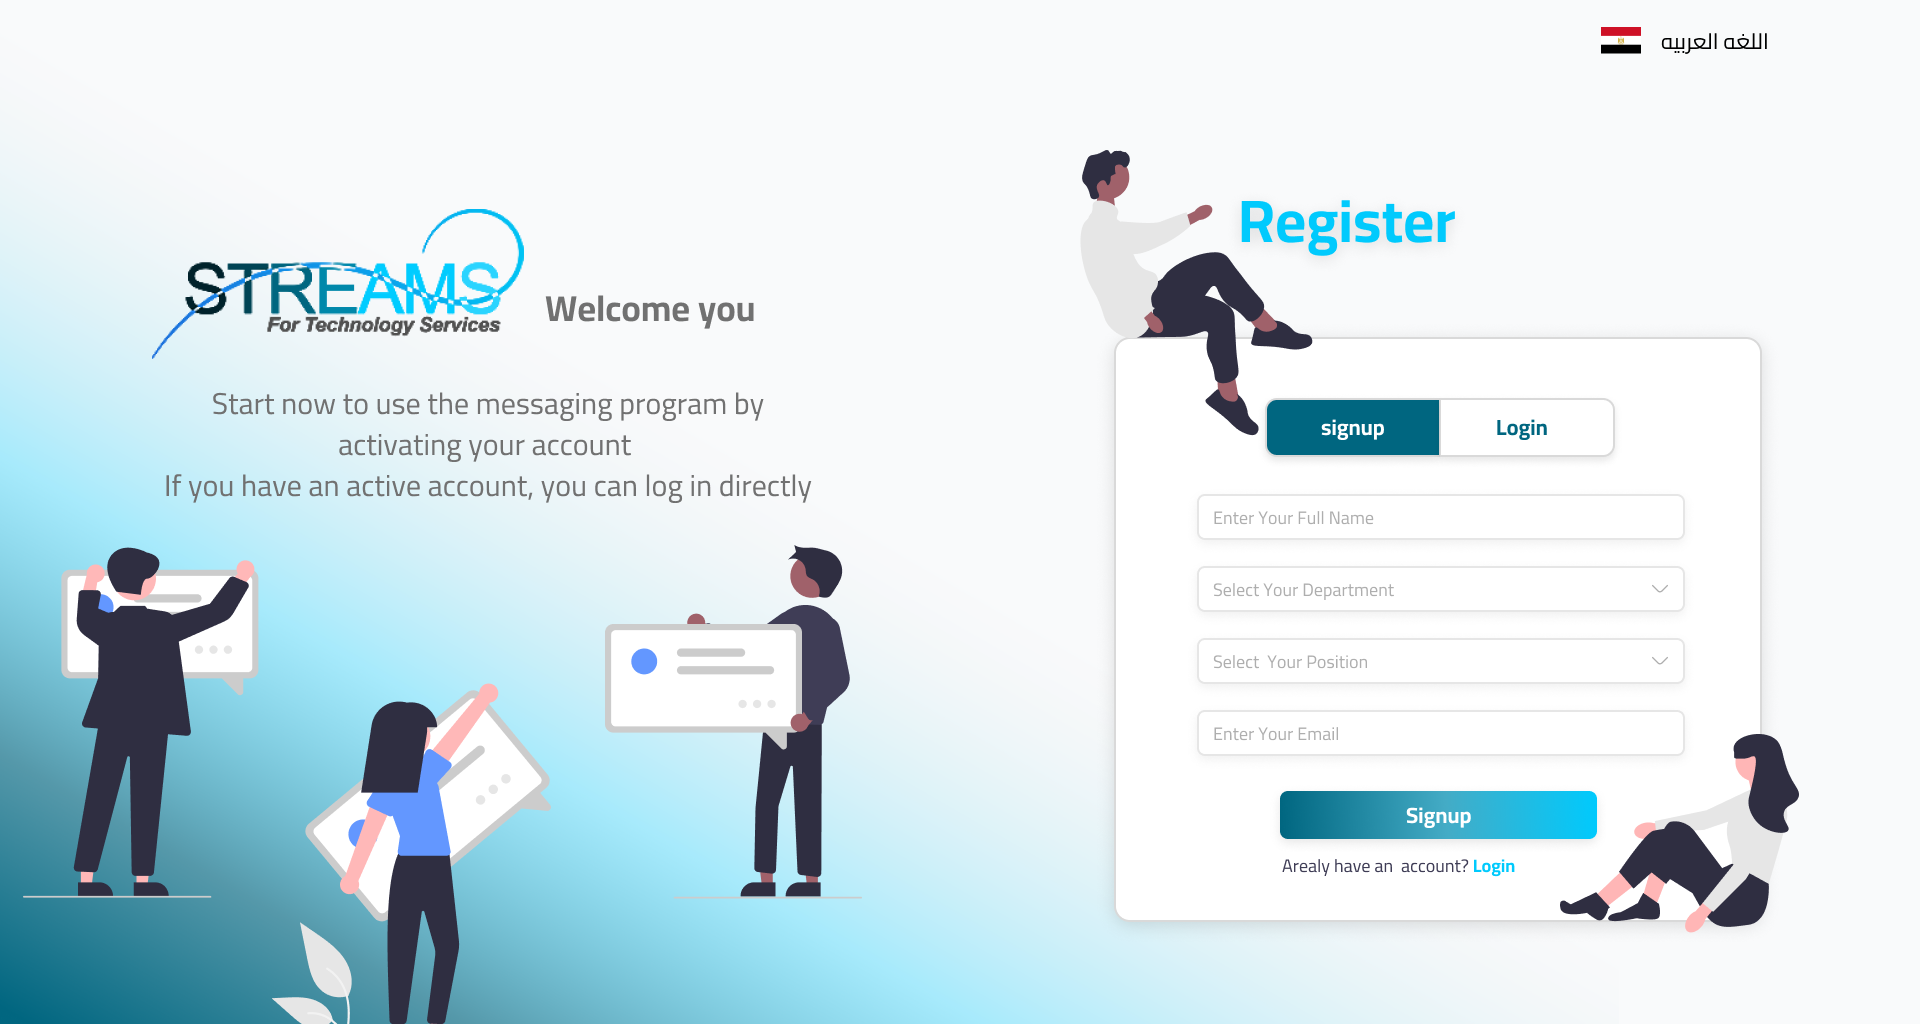 اللغه العربيه
STREAMS
For Technology Services
Welcome you
Start now to use the messaging program by
activating your account
If you have an active account, you can log in directly
Register
signup
Login
Enter Your Full Name
Select Your Department
Select  Your Position
Enter Your Email
Signup
Arealy have an  account? Login